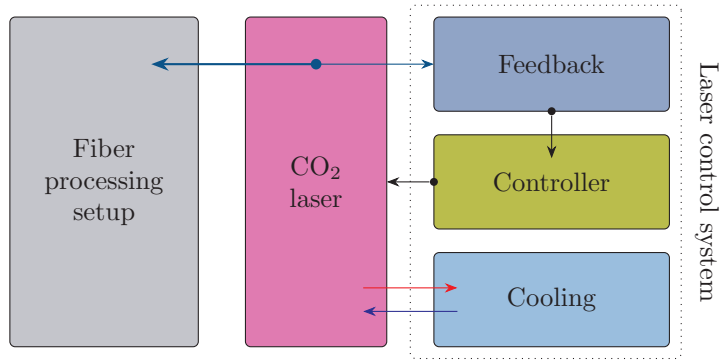 Fiber
processing
setup
CO₂
laser
Feedback
Controller
Cooling
Laser control system